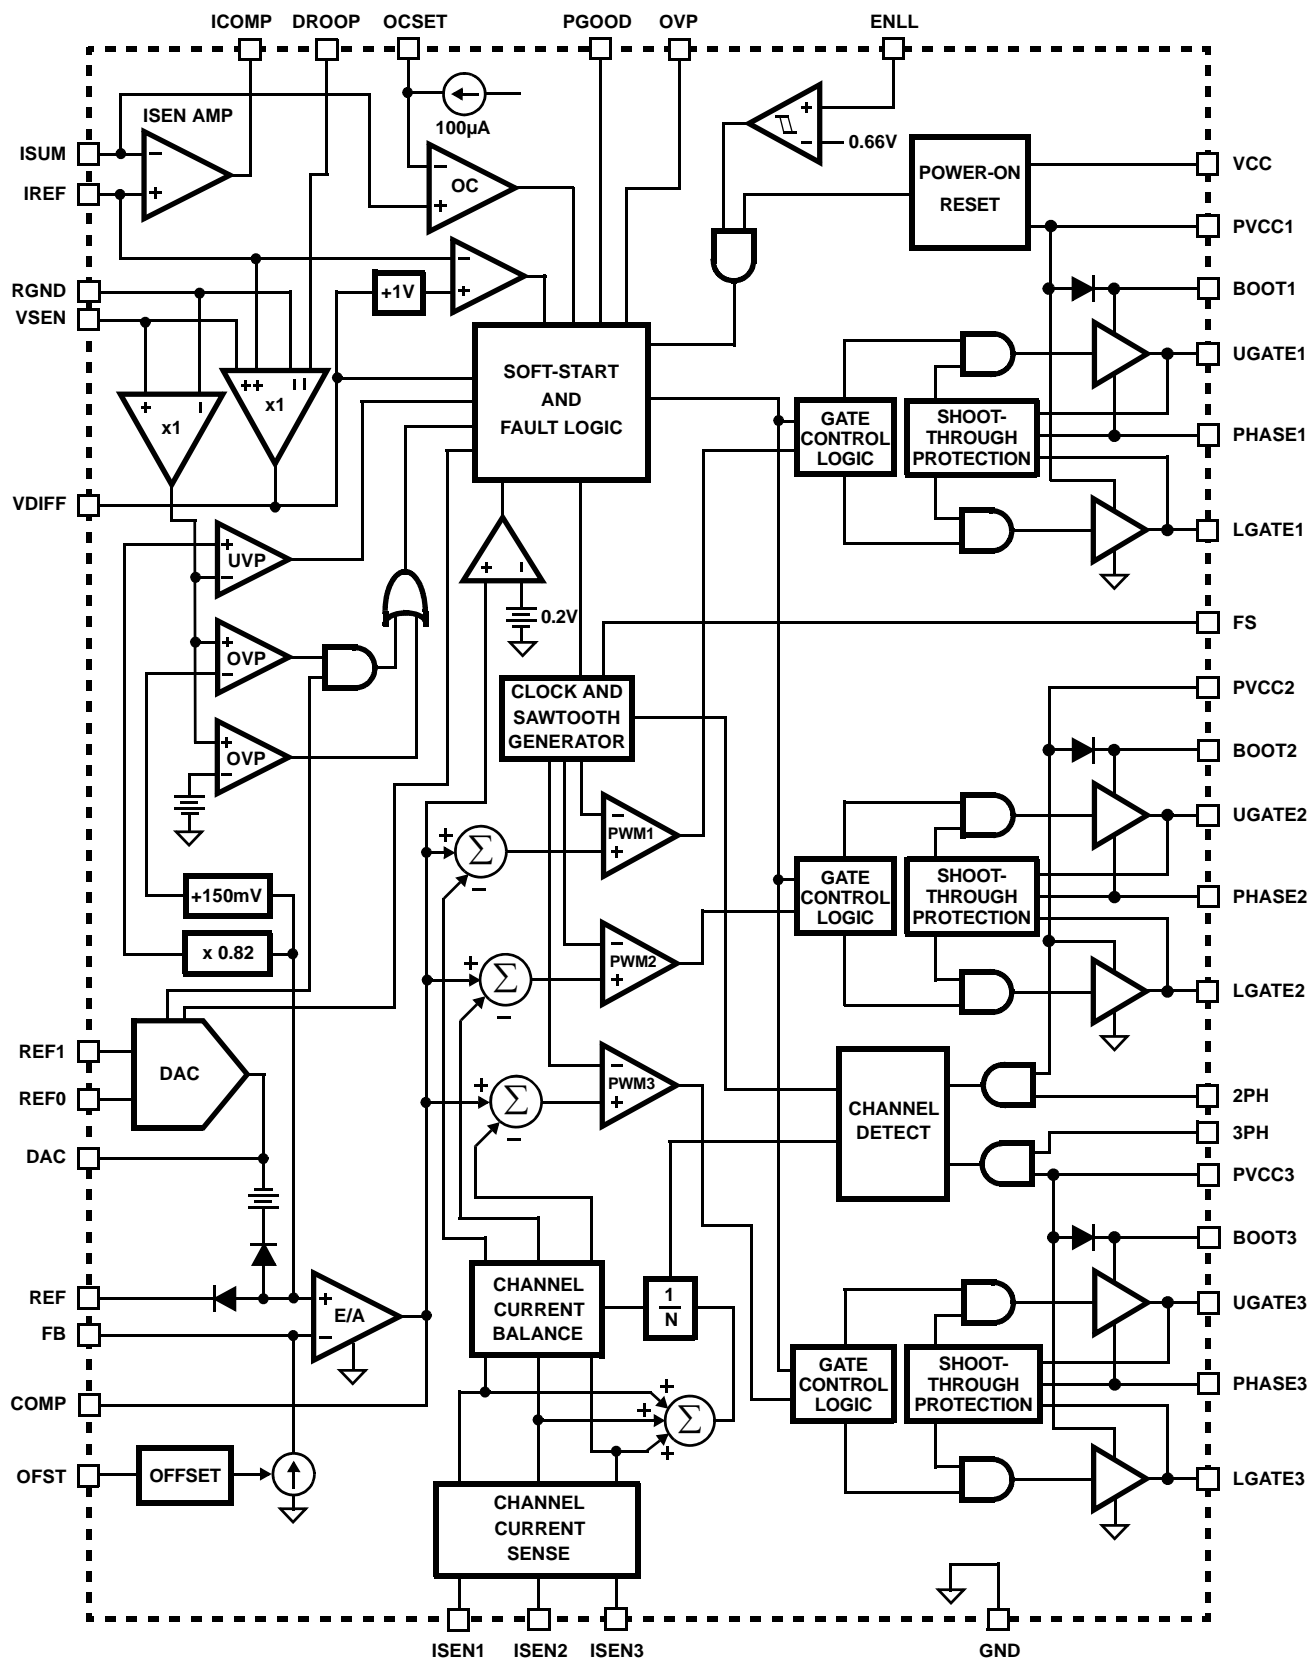 ICOMP DROOP OCSET PGOOD OVP ENLL
ISEN AMP
100µA
ISUM
−
+
IREF
−
OC
+
+
−
0.66V
POWER-ON
RESET
VCC
PVCC1
RGND
VSEN
+1V
−
+
BOOT1
UGATE1
SOFT-START
AND
FAULT LOGIC
+ −
x1
++ − −
x1
GATE
CONTROL
LOGIC
SHOOT-
THROUGH
PROTECTION
PHASE1
LGATE1
VDIFF
+
UVP
−
+ −
0.2V
+
OVP
−
FS
CLOCK AND
SAWTOOTH
GENERATOR
PVCC2
+
OVP
−
BOOT2
UGATE2
−
PWM1
+
+
Σ
−
GATE
CONTROL
LOGIC
SHOOT-
THROUGH
PROTECTION
PHASE2
LGATE2
+150mV
x 0.82
−
PWM2
+
+
Σ
−
REF1
REF0
DAC
−
PWM3
+
+
Σ
−
CHANNEL
DETECT
2PH
3PH
PVCC3
DAC
BOOT3
UGATE3
REF
FB
+
E/A
−
CHANNEL
CURRENT
BALANCE
1
N
GATE
CONTROL
LOGIC
SHOOT-
THROUGH
PROTECTION
PHASE3
LGATE3
COMP
+
+
Σ
+
OFST
OFFSET
CHANNEL
CURRENT
SENSE
ISEN1 ISEN2 ISEN3
GND